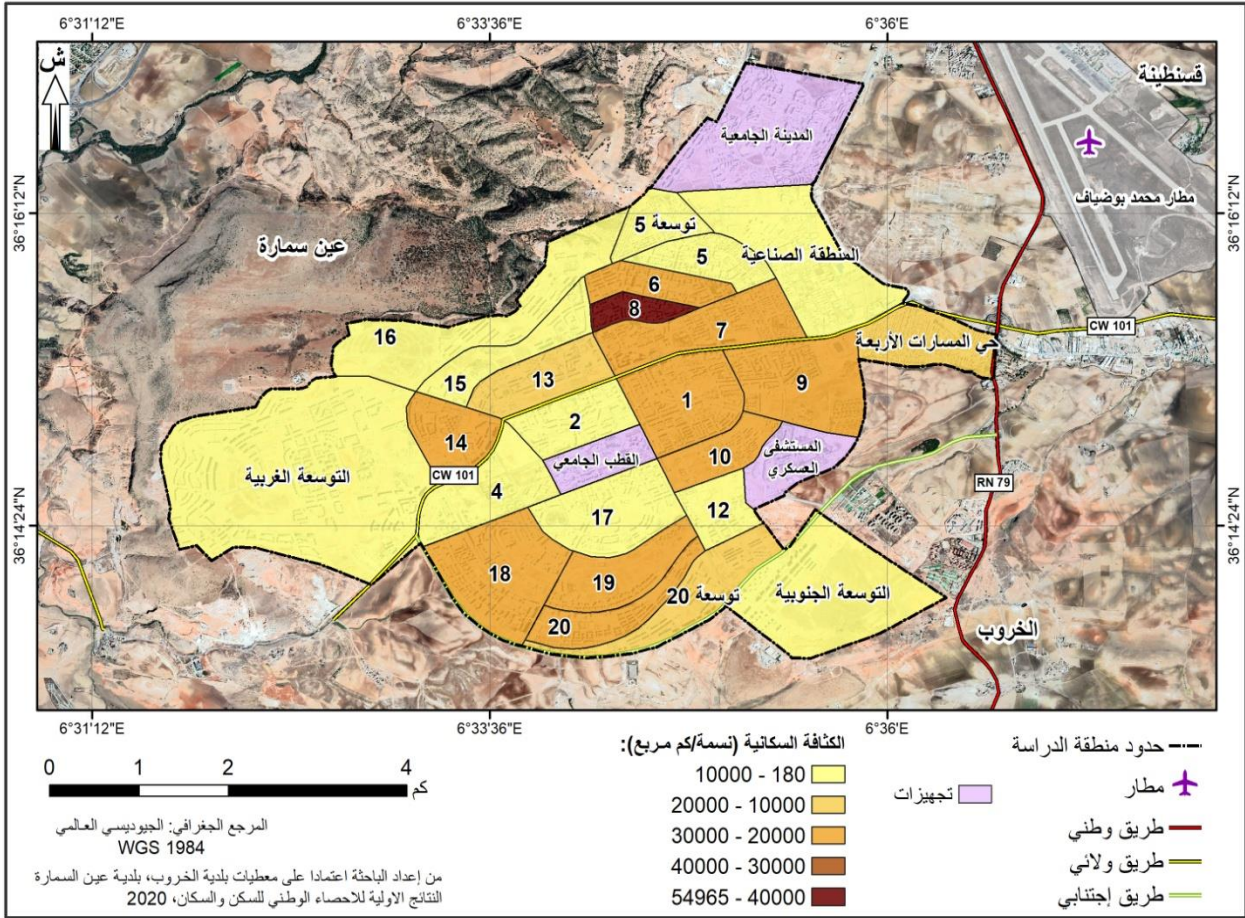 6°31'12"E
6°33'36"E
6°36'E
ش
قسنطينة
المدينة الجامعية
36°16'12"N
36°16'12"N
مطار محمد بوضياف
توسعة 5
عين سمارة
5
المنطقة الصناعية
6
8
7
CW 101
16
حي المسارات الأربعة
15
13
9
1
2
14
المستشفى
العسكري
القطب الجامعي
10
التوسعة الغربية
CW 101
RN 79
4
12
36°14'24"N
36°14'24"N
17
18
19
التوسعة الجنوبية
توسعة 20
20
الخروب
6°31'12"E
6°33'36"E
6°36'E
حدود منطقة الدراسة
مطار
طريق وطني
طريق ولائي
طريق إجتنابي
تجهيزات
الكثافة السكانية (نسمة/كم مربع):
180 - 10000
10000 - 20000
20000 - 30000
30000 - 40000
40000 - 54965
0 1 2 4
كم
المرجع الجغرافي: الجيوديسي العالمي
WGS 1984
من إعداد الباحثة اعتمادا على معطيات بلدية الخروب، بلدية عين السمارة
النتائج الاولية للاحصاء الوطني للسكن والسكان، 2020